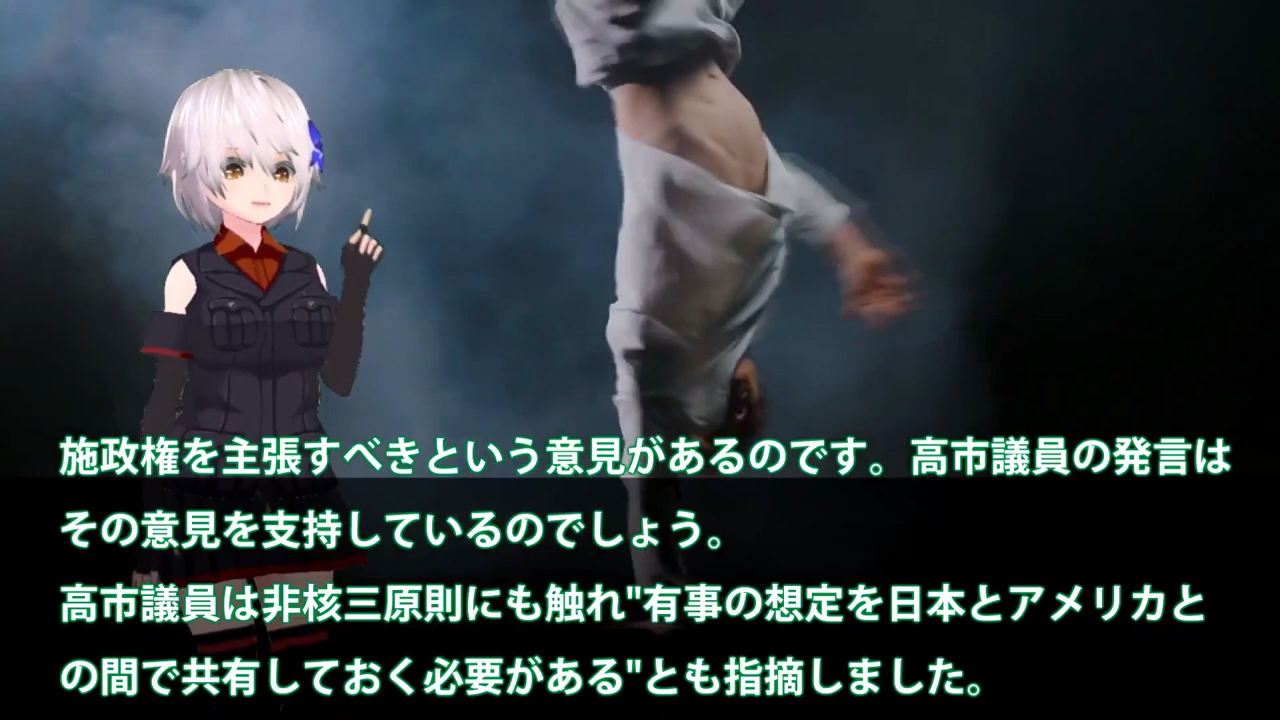 施政権を主張すべきという意見があるのです。高市議員の発言は
その意見を支持しているのでしょう。
高市議員は非核三原則にも触れ"有事の想定を日本とアメリカと
の間で共有しておく必要がある"とも指摘しました。